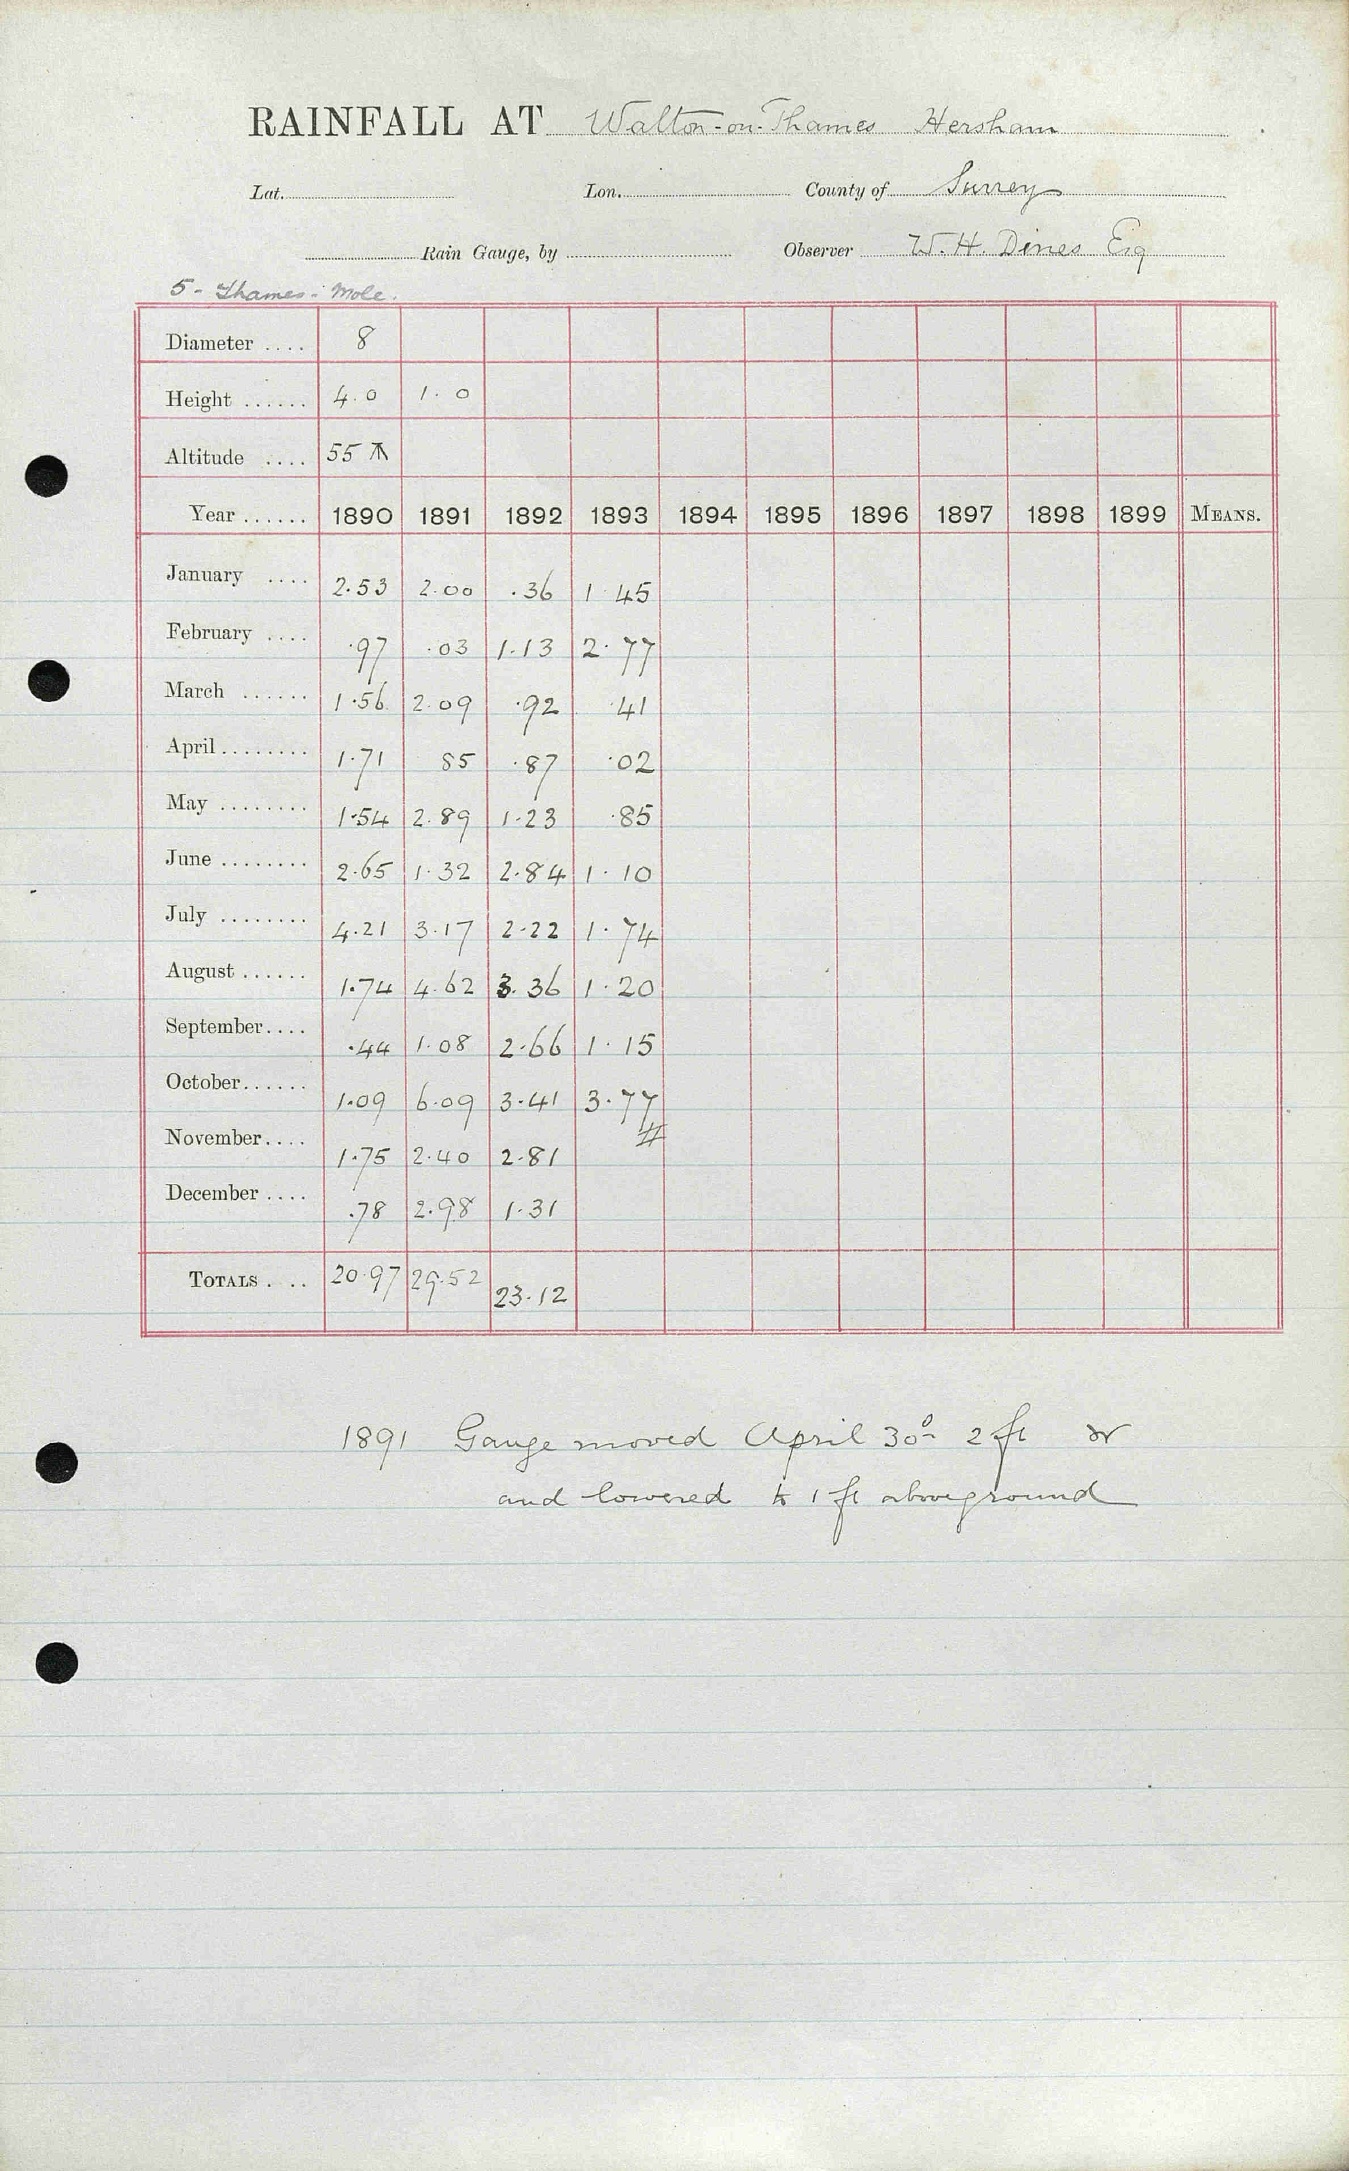 RAINFALL AT Walton-on-Thames Hersham
Lat. Lon. County of Surrey
Rain Gauge, by Observer W. H. Dines Esq
5 - Thames - Mole.
Diameter .... 8
Height ...... 4.0 1.0
Altitude .... 55
Year ...... 1890 1891 1892 1893 1894 1895 1896 1897 1898 1899 MEANS.
January .... 2.53 2.00 .36 1.45
February .... .97 .03 1.13 2.77
March ...... 1.56 2.09 .92 .41
April ........ 1.71 85 .87 .02
May ........ 1.54 2.89 1.23 .85
June ........ 2.65 1.32 2.84 1.10
July ........ 4.21 3.17 2.22 1.74
August ...... 1.74 4.62 3.36 1.20
September .... .44 1.08 2.66 1.15
October ...... 1.09 6.09 3.41 3.77
November .... 1.75 2.40 2.81
December .... .78 2.98 1.31
TOTALS . .. 20.97 29.52 23.12
1891 Gauge moved April 30th 2 ft
and lowered to 1 ft above ground